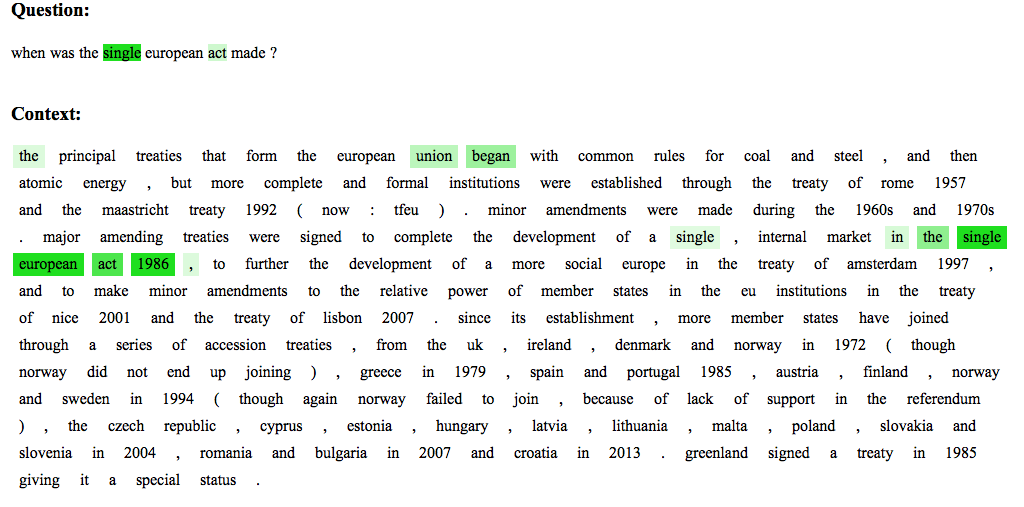 Question:
when was the single european act made ?
Context:
the principal treaties that form the european union began with common rules for coal and steel , and then
atomic energy , but more complete and formal institutions were established through the treaty of rome 1957
and the maastricht treaty 1992 ( now : tfeu ) . minor amendments were made during the 1960s and 1970s
. major amending treaties were signed to complete the development of a single , internal market in the single
european act 1986 , to further the development of a more social europe in the treaty of amsterdam 1997 ,
and to make minor amendments to the relative power of member states in the eu institutions in the treaty
of nice 2001 and the treaty of lisbon 2007 . since its establishment , more member states have joined
through a series of accession treaties , from the uk , ireland , denmark and norway in 1972 ( though
norway did not end up joining ) , greece in 1979 , spain and portugal 1985 , austria , finland , norway
and sweden in 1994 ( though again norway failed to join , because of lack of support in the referendum
) , the czech republic , cyprus , estonia , hungary , latvia , lithuania , malta , poland , slovakia and
slovenia in 2004 , romania and bulgaria in 2007 and croatia in 2013 . greenland signed a treaty in 1985
giving it a special status .